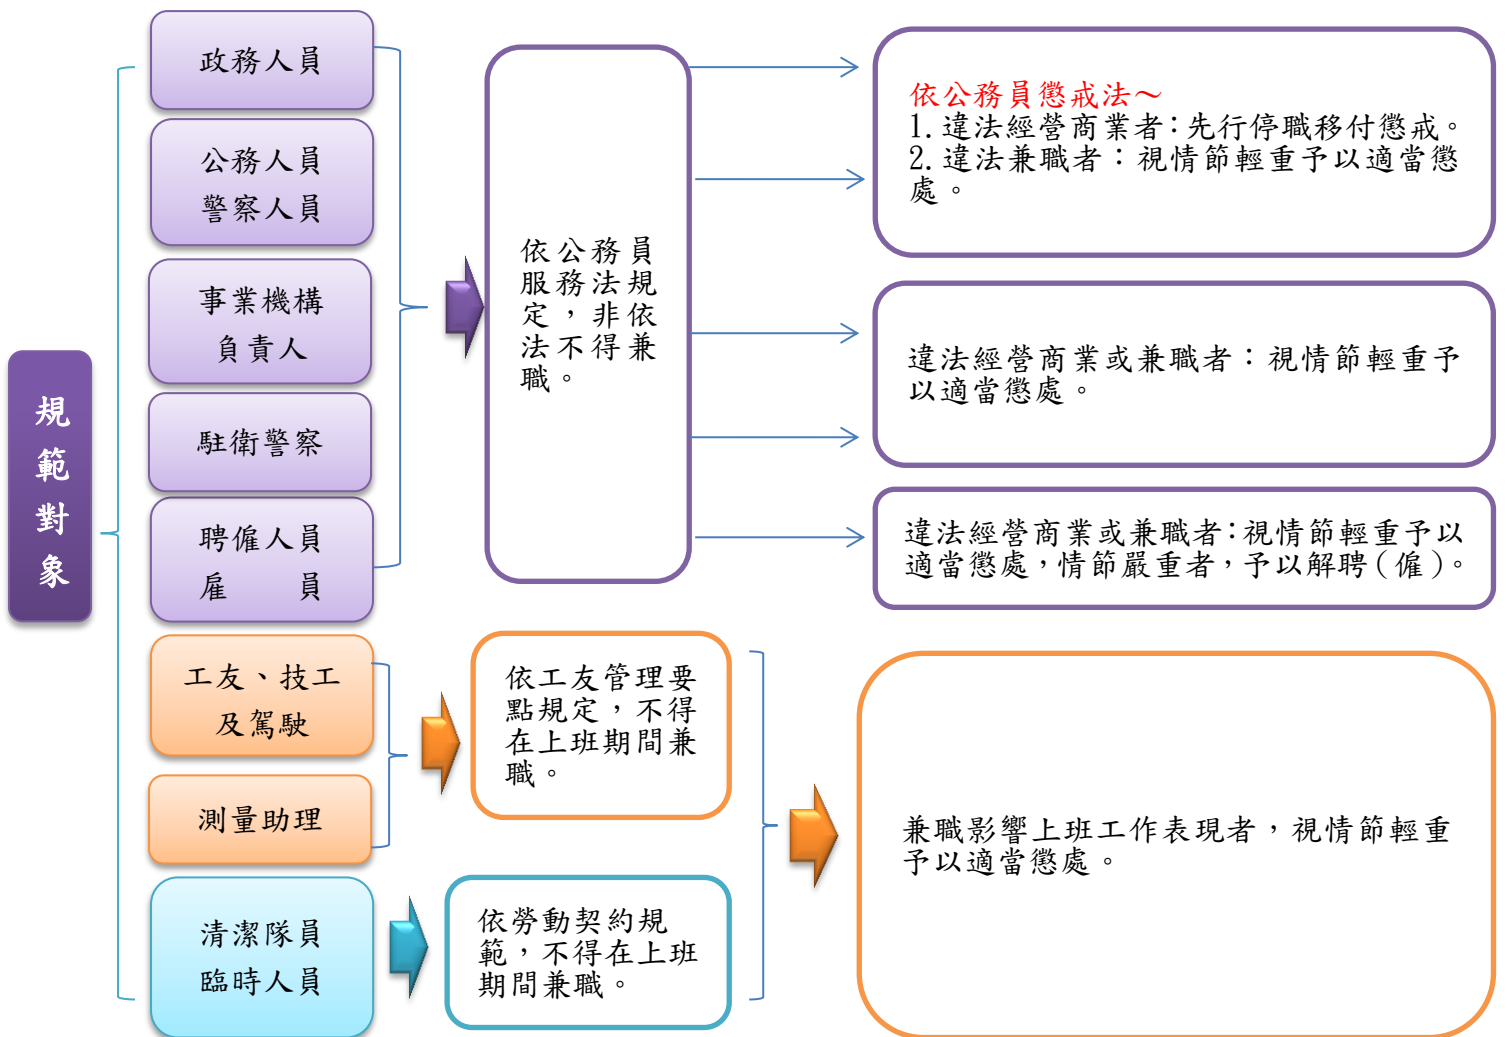 規範對象
政務人員
公務人員
警察人員
事業機構
負責人
駐衛警察
聘僱人員
雇　　員
工友、技工
及駕駛
測量助理
清潔隊員
臨時人員
依公務員
服務法規
定，非依
法不得兼
職。
依工友管理要
點規定，不得
在上班期間兼
職。
依勞動契約規
範，不得在上班
期間兼職。
依公務員懲戒法～
1.違法經營商業者：先行停職移付懲戒。
2.違法兼職者：視情節輕重予以適當懲
處。
違法經營商業或兼職者：視情節輕重予
以適當懲處。
違法經營商業或兼職者：視情節輕重予以
適當懲處，情節嚴重者，予以解聘(僱)。
兼職影響上班工作表現者，視情節輕重
予以適當懲處。